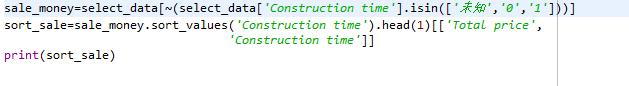 sale_money=select_data[~(select_data['Construction time'].isin(['未知','0','1']))]
sort_sale=sale_money.sort_values('Construction time').head(1)[['Total price',
'Construction time']]
print(sort_sale)